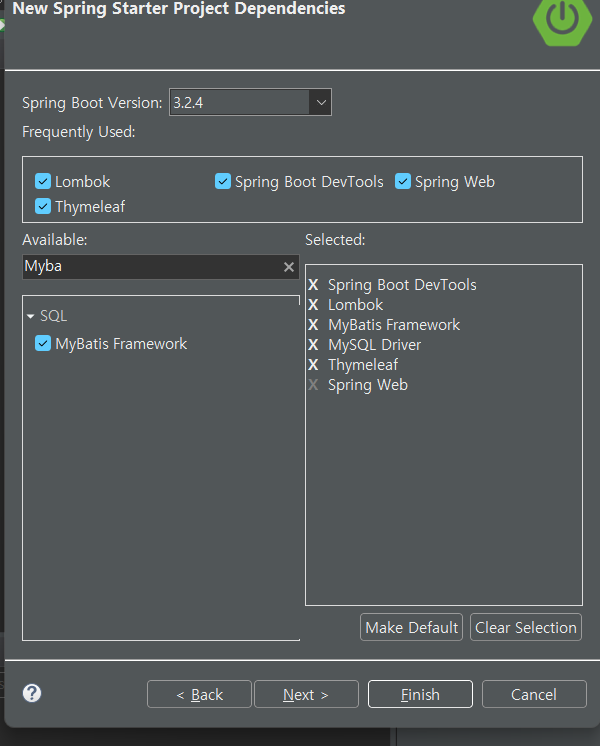 New Spring Starter Project Dependencies
Spring Boot Version: 3.2.4
Frequently Used:
Lombok Spring Boot DevTools Spring Web
Thymeleaf
Available: Selected:
Myba
SQL
MyBatis Framework
X Spring Boot DevTools
X Lombok
X MyBatis Framework
X MySQL Driver
X Thymeleaf
X Spring Web
Make Default Clear Selection
? < Back Next > Finish Cancel